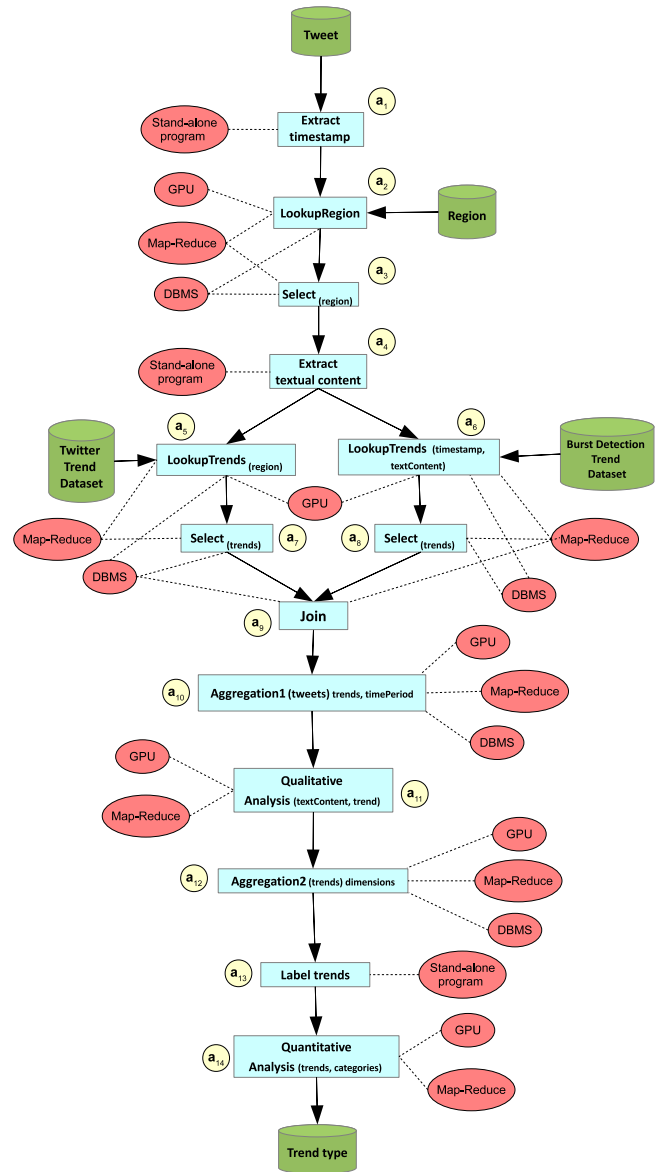 Tweet
a1
Stand-alone
program
Extract
timestamp
a2
GPU
LookupRegion
Region
Map-Reduce
a3
DBMS
Select (region)
a4
Stand-alone
program
Extract
textual content
a5
a6
Twitter
Trend
Dataset
LookupTrends (region)
LookupTrends (timestamp,
textContent)
Burst Detection
Trend
Dataset
GPU
Map-Reduce
Select (trends)
a7
a8
Select (trends)
Map-Reduce
DBMS
DBMS
a9
Join
GPU
a10
Aggregation1 (tweets) trends, timePeriod
Map-Reduce
DBMS
GPU
Qualitative
Analysis (textContent, trend)
a11
Map-Reduce
GPU
a12
Aggregation2 (trends) dimensions
Map-Reduce
DBMS
a13
Label trends
Stand-alone
program
GPU
a14
Quantitative
Analysis (trends, categories)
Map-Reduce
Trend type